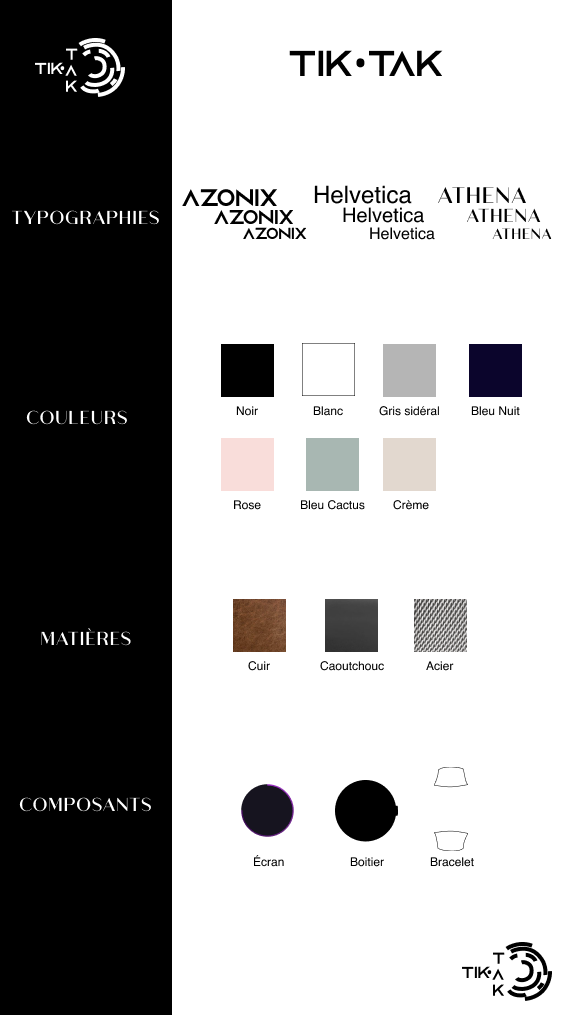 TIK•TAK
TIK•TAK
TYPOGRAPHIES
AZONIX
AZONIX
AZONIX
Helvetica
Helvetica
Helvetica
ATHENA
ATHENA
ATHENA
COULEURS
Noir
Blanc
Gris sidéral
Bleu Nuit
Rose
Bleu Cactus
Crème
MATIÈRES
Cuir
Caoutchouc
Acier
COMPOSANTS
Écran
Boitier
Bracelet
TIK•TAK